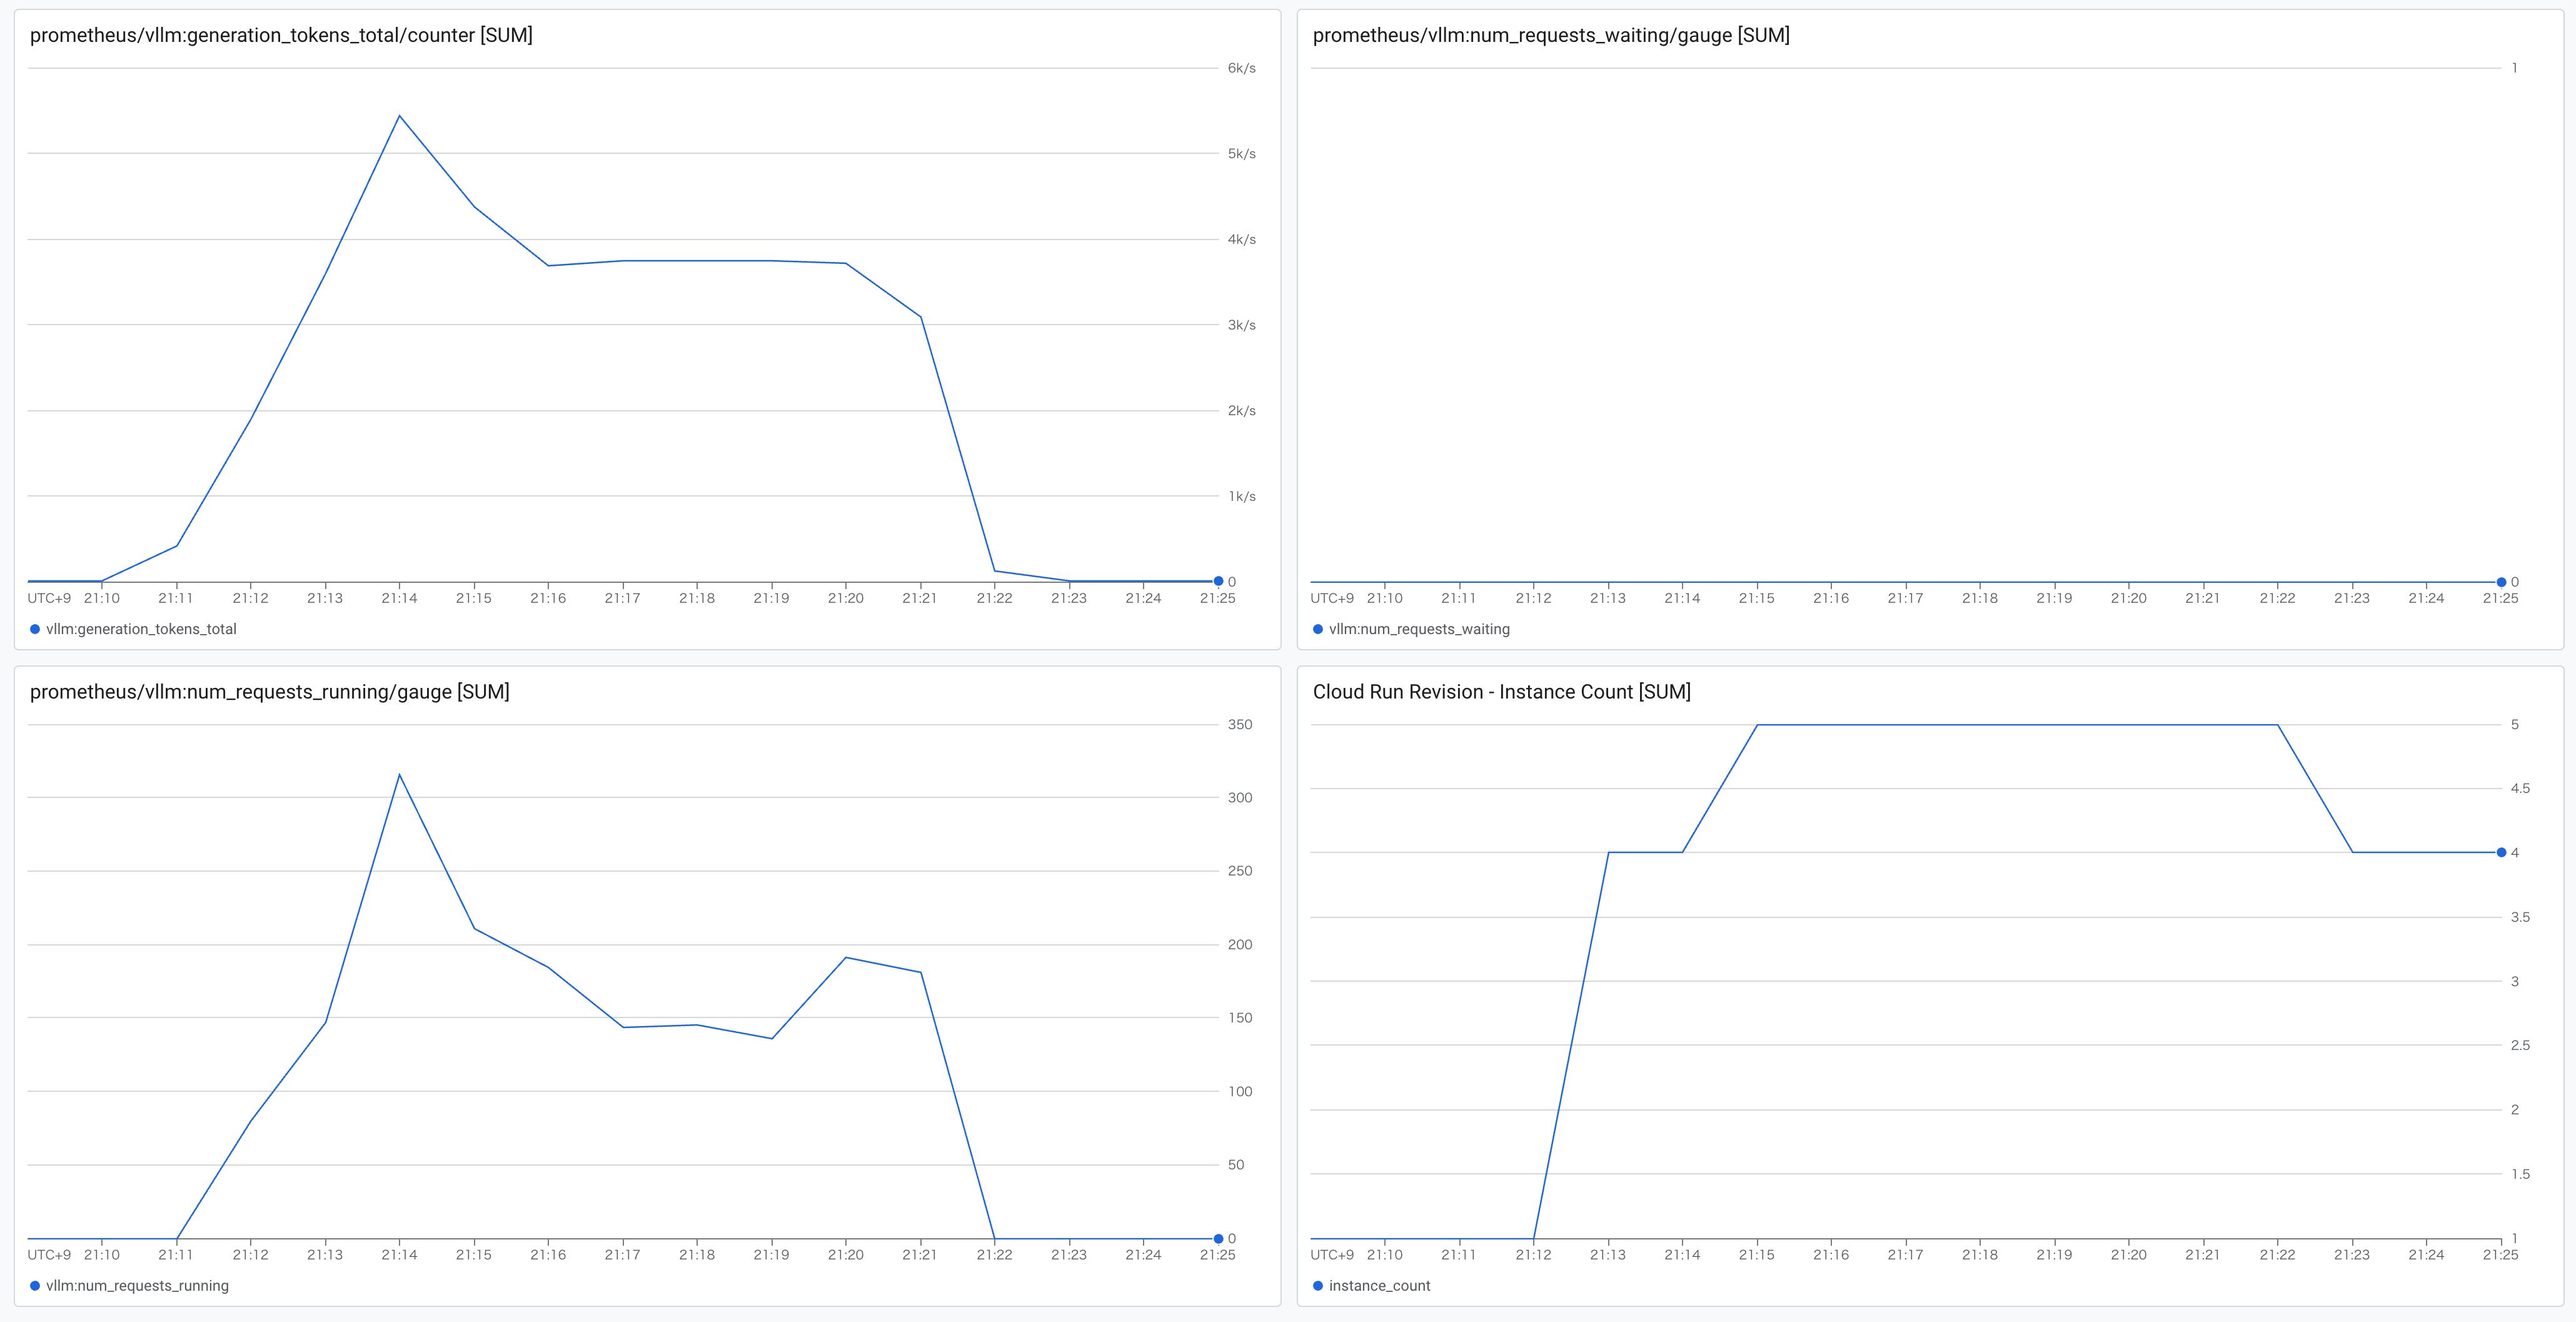 prometheus/vllm:generation_tokens_total/counter [SUM]
6k/s
5k/s
4k/s
3k/s
2k/s
1k/s
0
UTC+9 21:10 21:11 21:12 21:13 21:14 21:15 21:16 21:17 21:18 21:19 21:20 21:21 21:22 21:23 21:24 21:25
vllm:generation_tokens_total
prometheus/vllm:num_requests_waiting/gauge [SUM]
1
0
UTC+9 21:10 21:11 21:12 21:13 21:14 21:15 21:16 21:17 21:18 21:19 21:20 21:21 21:22 21:23 21:24 21:25
vllm:num_requests_waiting
prometheus/vllm:num_requests_running/gauge [SUM]
350
300
250
200
150
100
50
0
UTC+9 21:10 21:11 21:12 21:13 21:14 21:15 21:16 21:17 21:18 21:19 21:20 21:21 21:22 21:23 21:24 21:25
vllm:num_requests_running
Cloud Run Revision - Instance Count [SUM]
5
4.5
4
3.5
3
2.5
2
1.5
1
UTC+9 21:10 21:11 21:12 21:13 21:14 21:15 21:16 21:17 21:18 21:19 21:20 21:21 21:22 21:23 21:24 21:25
instance_count